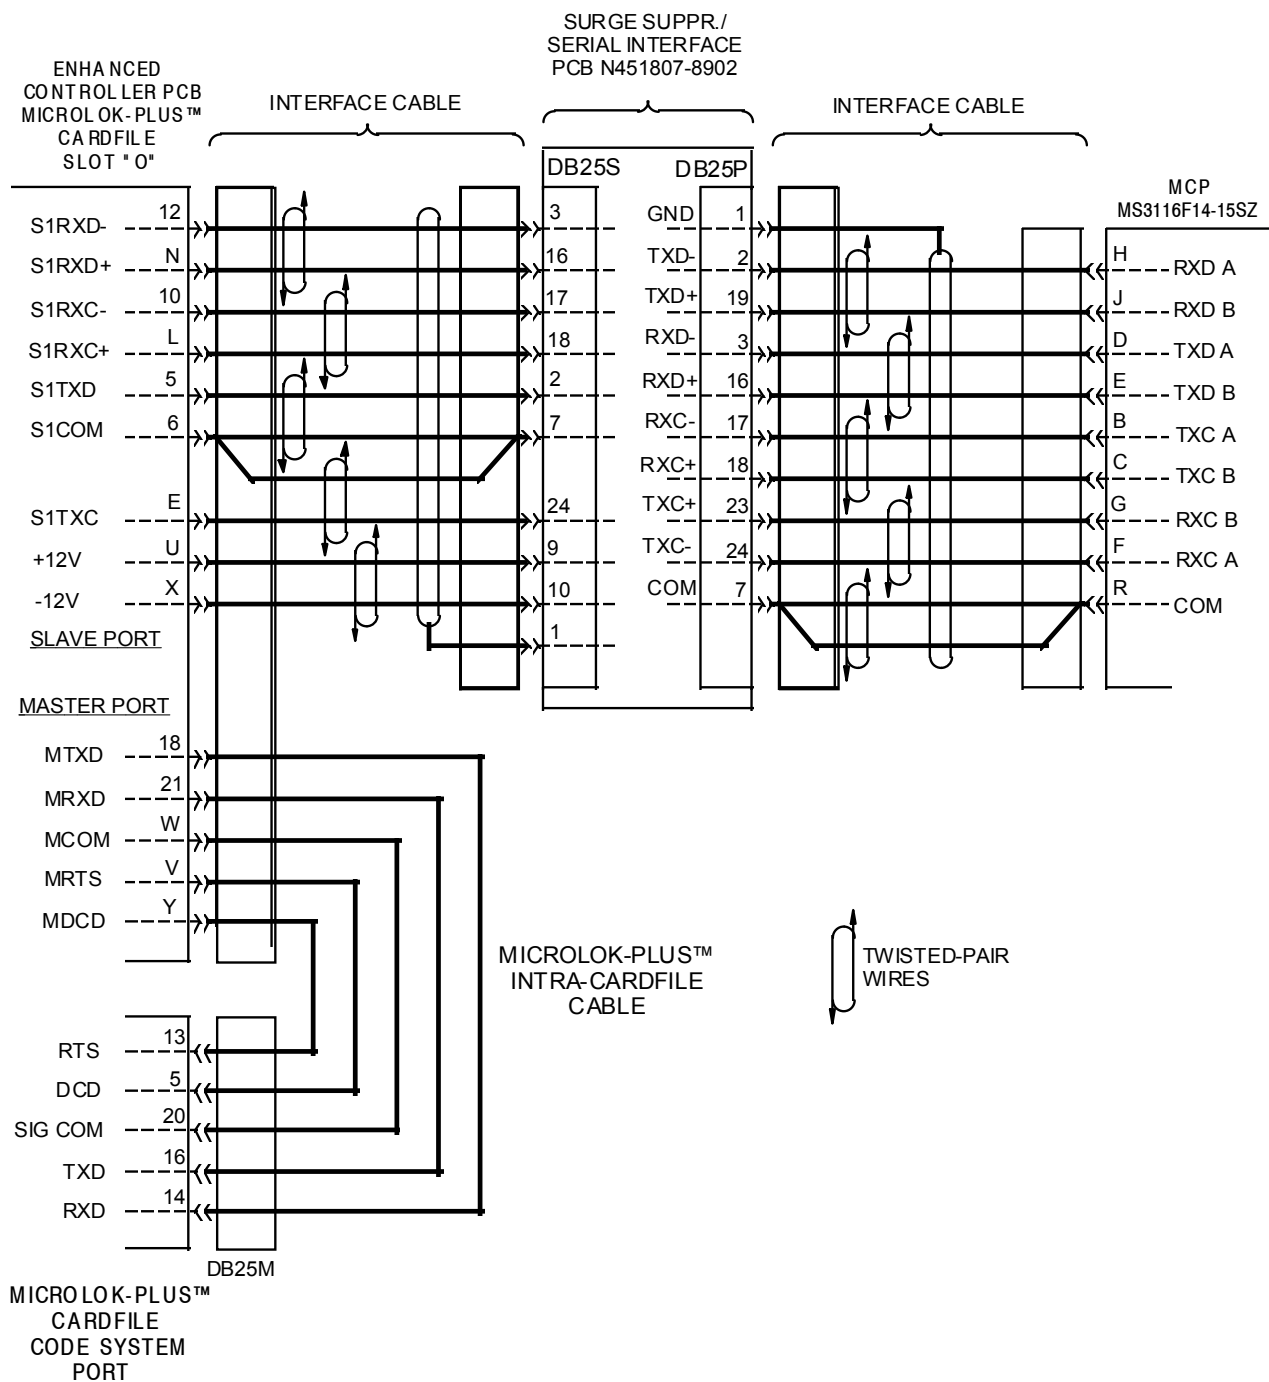 SURGE SUPPR./
SERIAL INTERFACE
PCB N451807-8902
ENHANCED
CONTROLLER PCB
MICROLOK-PLUS™
CARDFILE
SLOT "O"
INTERFACE CABLE
INTERFACE CABLE
DB25S
DB25P
MCP
MS3116F14-15SZ
S1RXD- 12 3 GND 1
S1RXD+ N 16 TXD- 2 H RXD A
S1RXC- 10 17 TXD+ 19 J RXD B
S1RXC+ L 18 RXD- 3 D TXD A
S1TXD 5 2 RXD+ 16 E TXD B
S1COM 6 7 RXC- 17 B TXC A
RXC+ 18 C TXC B
S1TXC E 24 TXC+ 23 G RXC B
+12V U 9 TXC- 24 F RXC A
-12V X 10 COM 7 R COM
SLAVE PORT 1
MASTER PORT
MTXD 18
MRXD 21
MCOM W
MRTS V
MDCD Y
MICROLOK-PLUS™
INTRA-CARDFILE
CABLE
TWISTED-PAIR
WIRES
RTS 13
DCD 5
SIG COM 20
TXD 16
RXD 14
DB25M
MICROLOK-PLUS™
CARDFILE
CODE SYSTEM
PORT